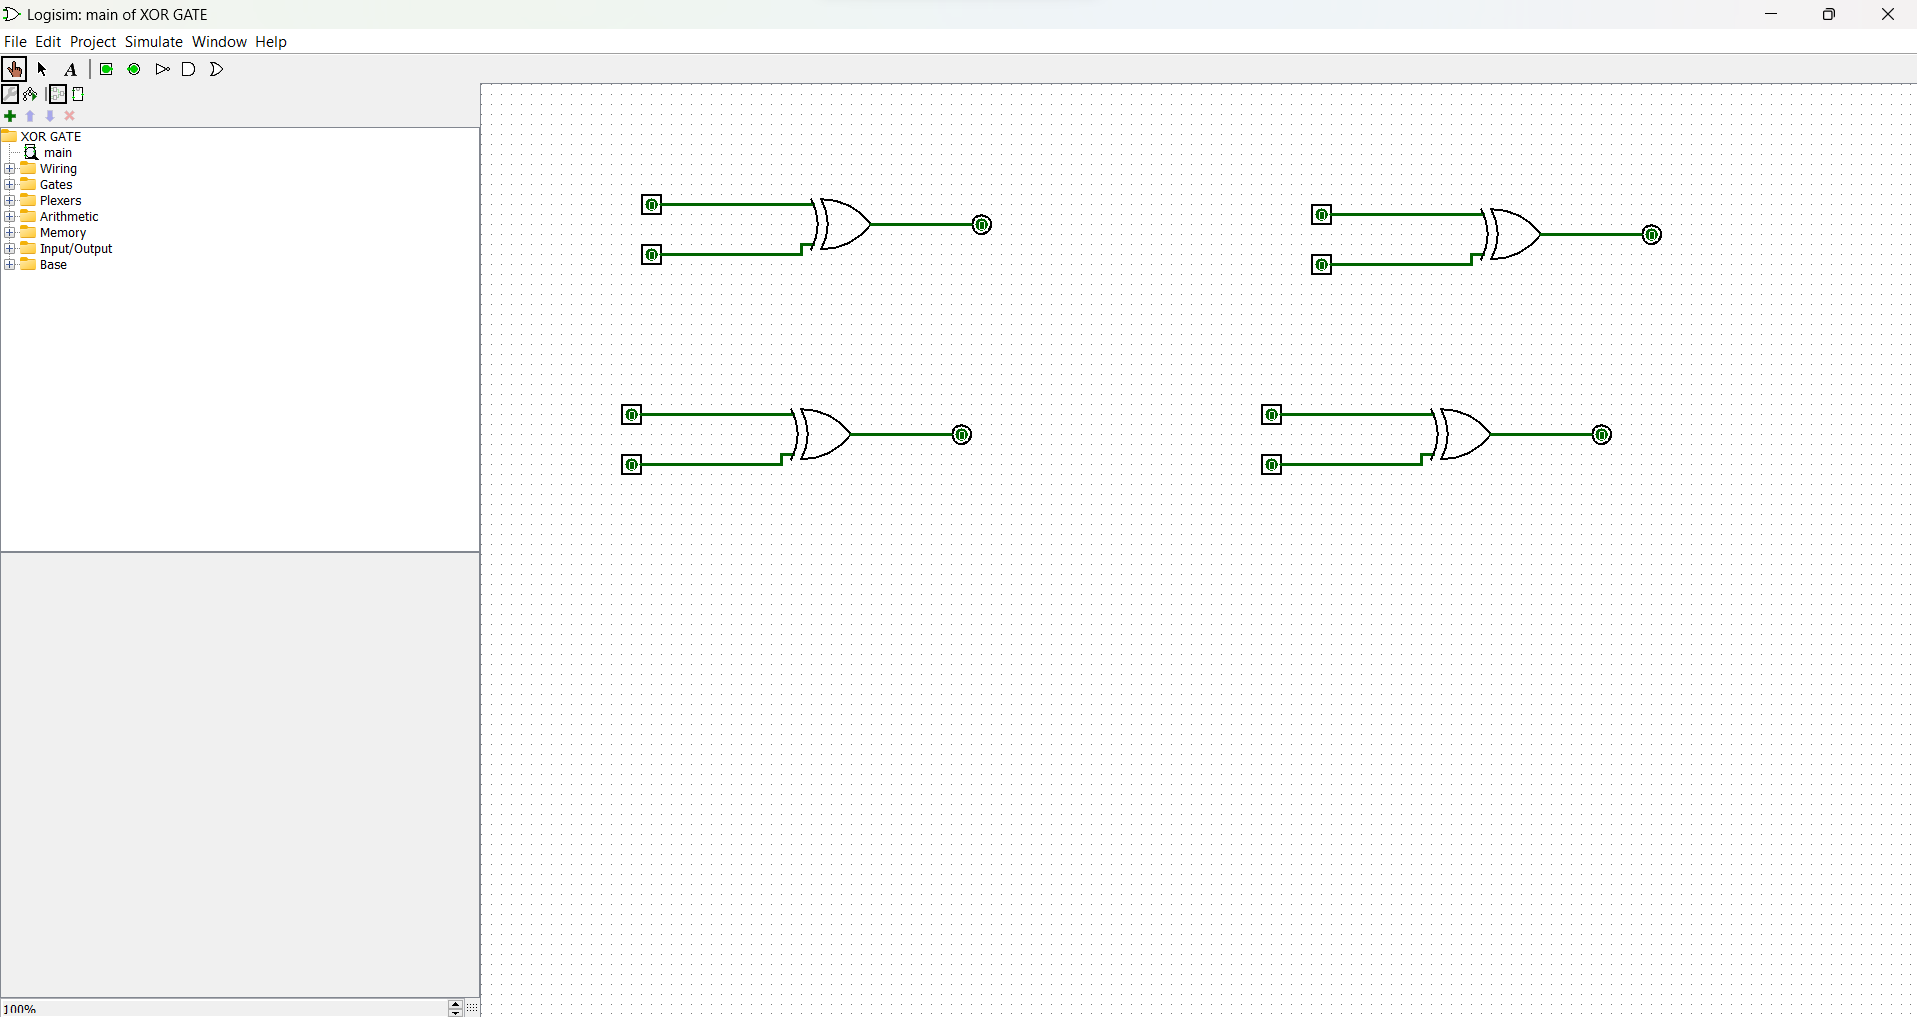 Logisim: main of XOR GATE
File Edit Project Simulate Window Help
A
XOR GATE
main
Wiring
Gates
Plexers
Arithmetic
Memory
Input/Output
Base
0
0
0
0
0
0
0
0
0
0
0
0
100%